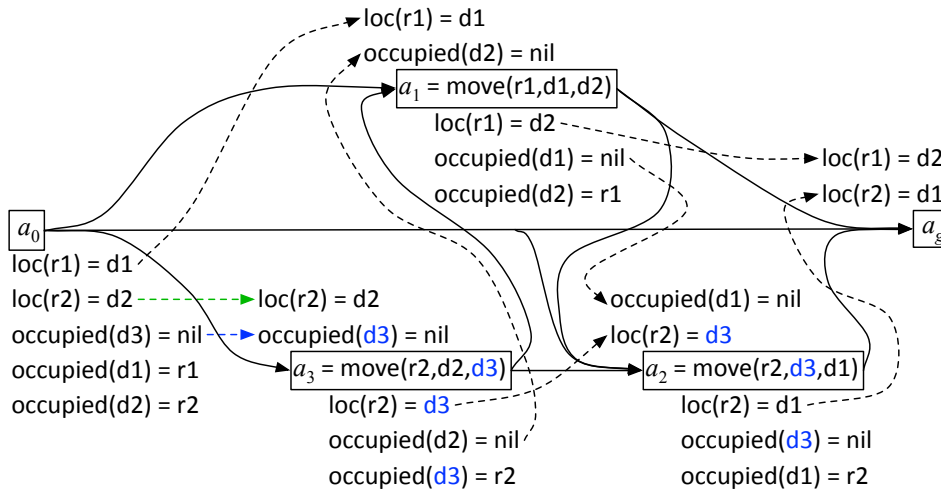 loc(r1) = d1
occupied(d2) = nil
a1 = move(r1,d1,d2)
loc(r1) = d2
occupied(d1) = nil
occupied(d2) = r1
loc(r1) = d2
loc(r2) = d1
a0
ag
loc(r1) = d1
loc(r2) = d2
occupied(d3) = nil
occupied(d1) = r1
occupied(d2) = r2
loc(r2) = d2
occupied(d3) = nil
a3 = move(r2,d2,d3)
loc(r2) = d3
occupied(d2) = nil
occupied(d3) = r2
occupied(d1) = nil
loc(r2) = d3
a2 = move(r2,d3,d1)
loc(r2) = d1
occupied(d3) = nil
occupied(d1) = r2